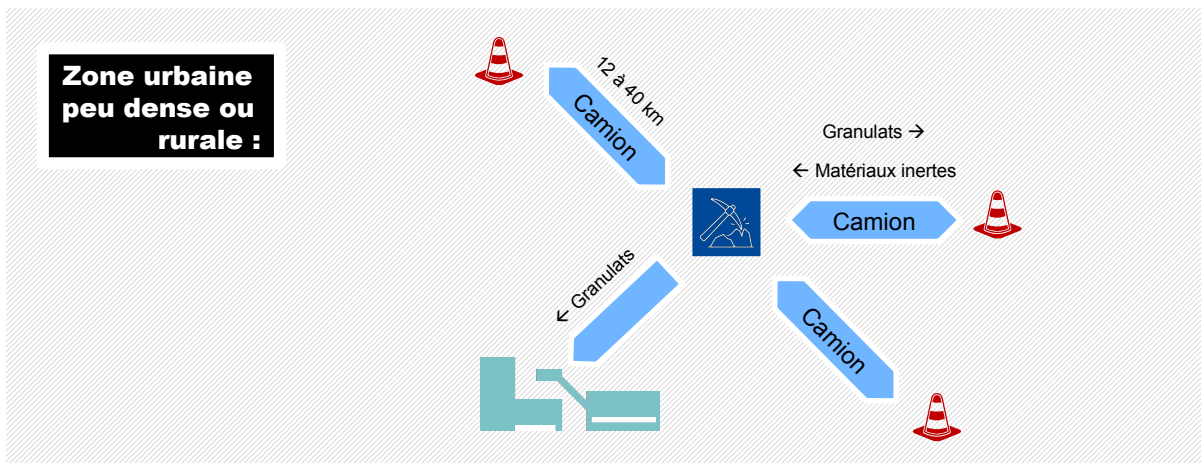 Zone urbaine
peu dense ou
rurale :
12 à 40 km
Camion
Granulats →
← Matériaux inertes
Camion
← Granulats
Camion